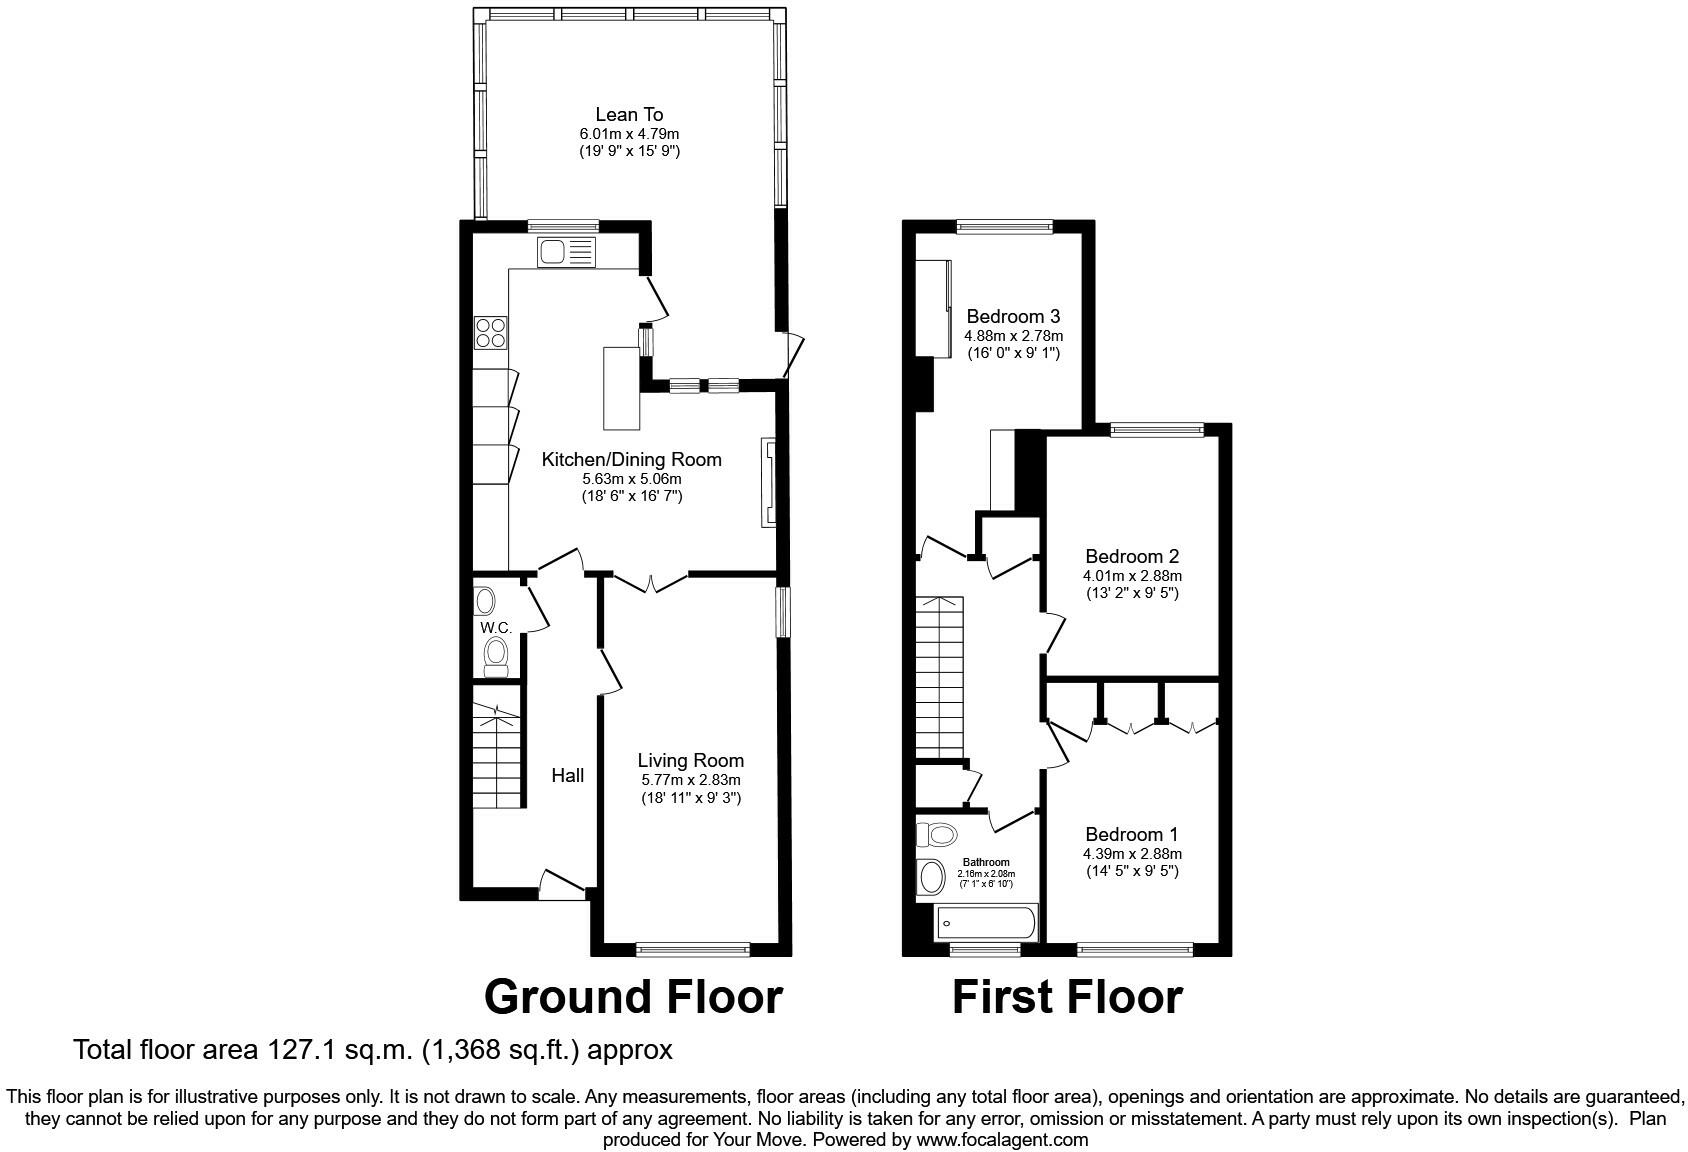 Lean To
6.01m x 4.79m
(19' 9" x 15' 9")
Kitchen/Dining Room
5.63m x 5.06m
(18' 6" x 16' 7")
W.C.
Hall
Living Room
5.77m x 2.83m
(18' 11" x 9' 3")
Ground Floor
Bedroom 3
4.88m x 2.78m
(16' 0" x 9' 1")
Bedroom 2
4.01m x 2.88m
(13' 2" x 9' 5")
Bedroom 1
4.39m x 2.88m
(14' 5" x 9' 5")
Bathroom
2.16m x 2.08m
(7' 1" x 6' 10")
First Floor
Total floor area 127.1 sq.m. (1,368 sq.ft.) approx
This floor plan is for illustrative purposes only. It is not drawn to scale. Any measurements, floor areas (including any total floor area), openings and orientation are approximate. No details are guaranteed,
they cannot be relied upon for any purpose and they do not form part of any agreement. No liability is taken for any error, omission or misstatement. A party must rely upon its own inspection(s).  Plan
produced for Your Move. Powered by www.focalagent.com